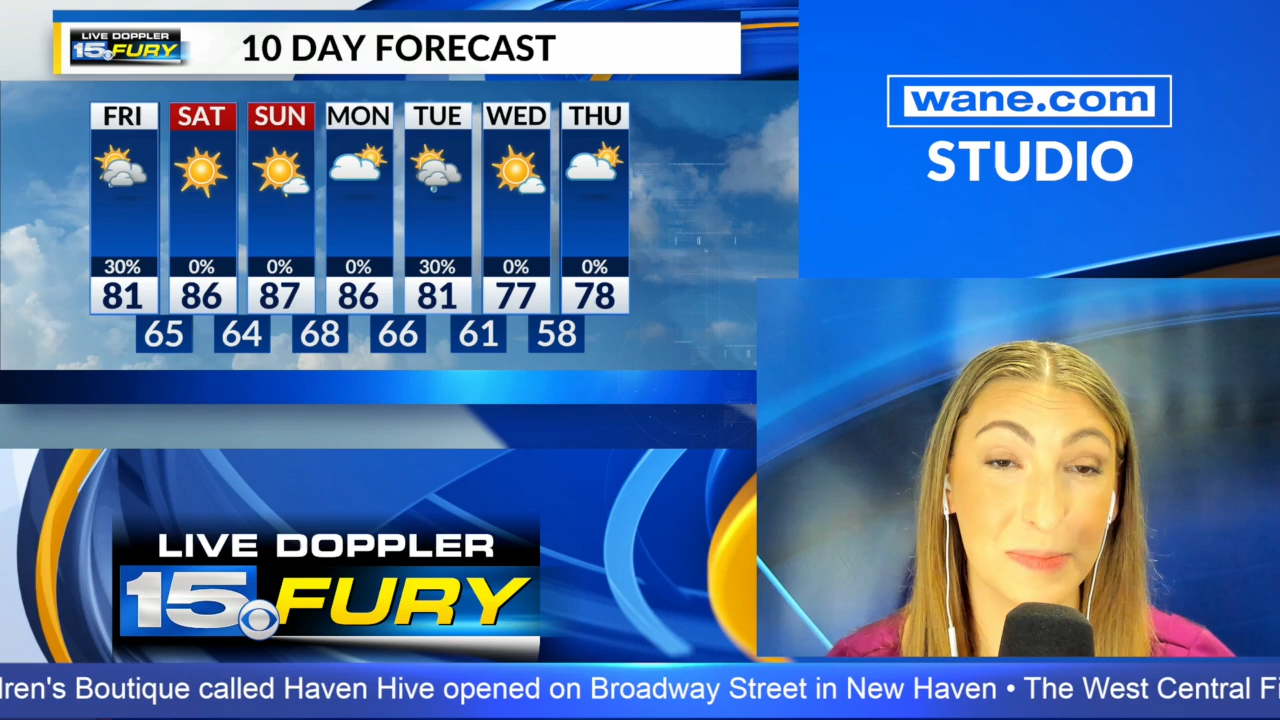 LIVE DOPPLER
15 FURY
10 DAY FORECAST
FRI SAT SUN MON TUE WED THU
30% 0% 0% 0% 30% 0% 0%
81 86 87 86 81 77 78
65 64 68 66 61 58
wane.com
STUDIO
LIVE DOPPLER
15 FURY
dren's Boutique called Haven Hive opened on Broadway Street in New Haven • The West Central Fi